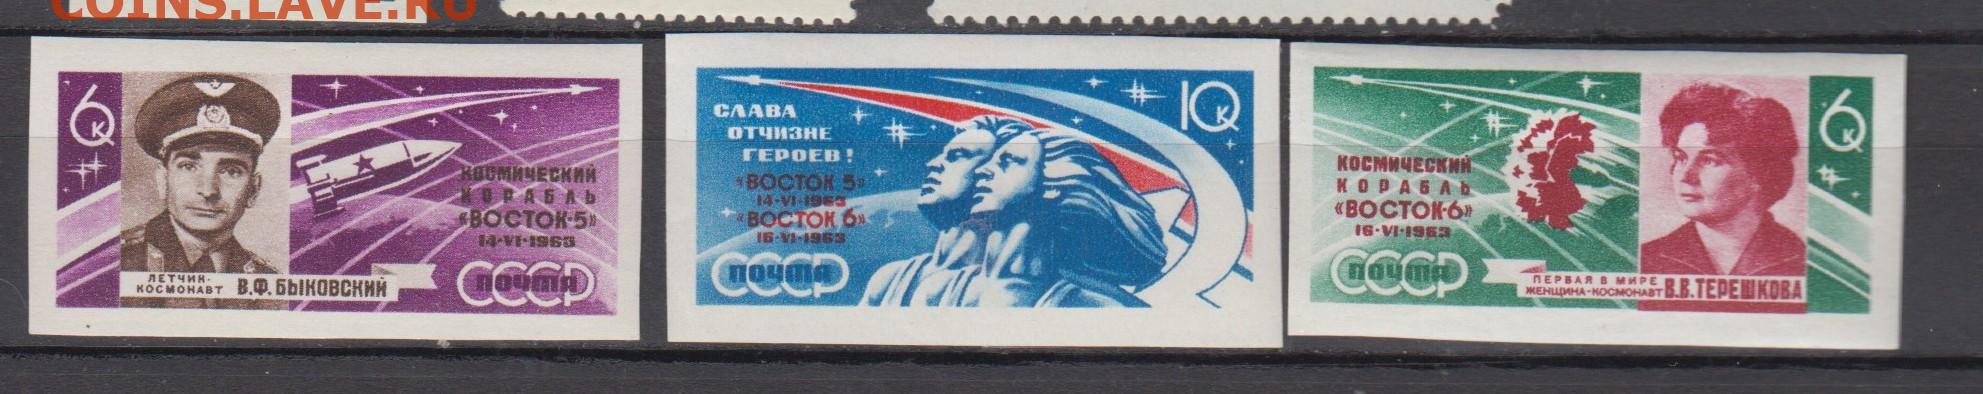 COINS.LAVE.RU
6к
КОСМИЧЕСКИЙ
КОРАБЛЬ
«ВОСТОК-5»
14-VI-1963
ЛЕТЧИК-
КОСМОНАВТ В.Ф.БЫКОВСКИЙ
СССР
ПОЧТА
10к
СЛАВА
ОТЧИЗНЕ
ГЕРОЕВ!
«ВОСТОК 5»
14-VI-1963
«ВОСТОК 6»
16-VI-1963
СССР
ПОЧТА
6к
КОСМИЧЕСКИЙ
КОРАБЛЬ
«ВОСТОК-6»
16-VI-1963
СССР
ПОЧТА
ПЕРВАЯ В МИРЕ
ЖЕНЩИНА-КОСМОНАВТ В.В.ТЕРЕШКОВА